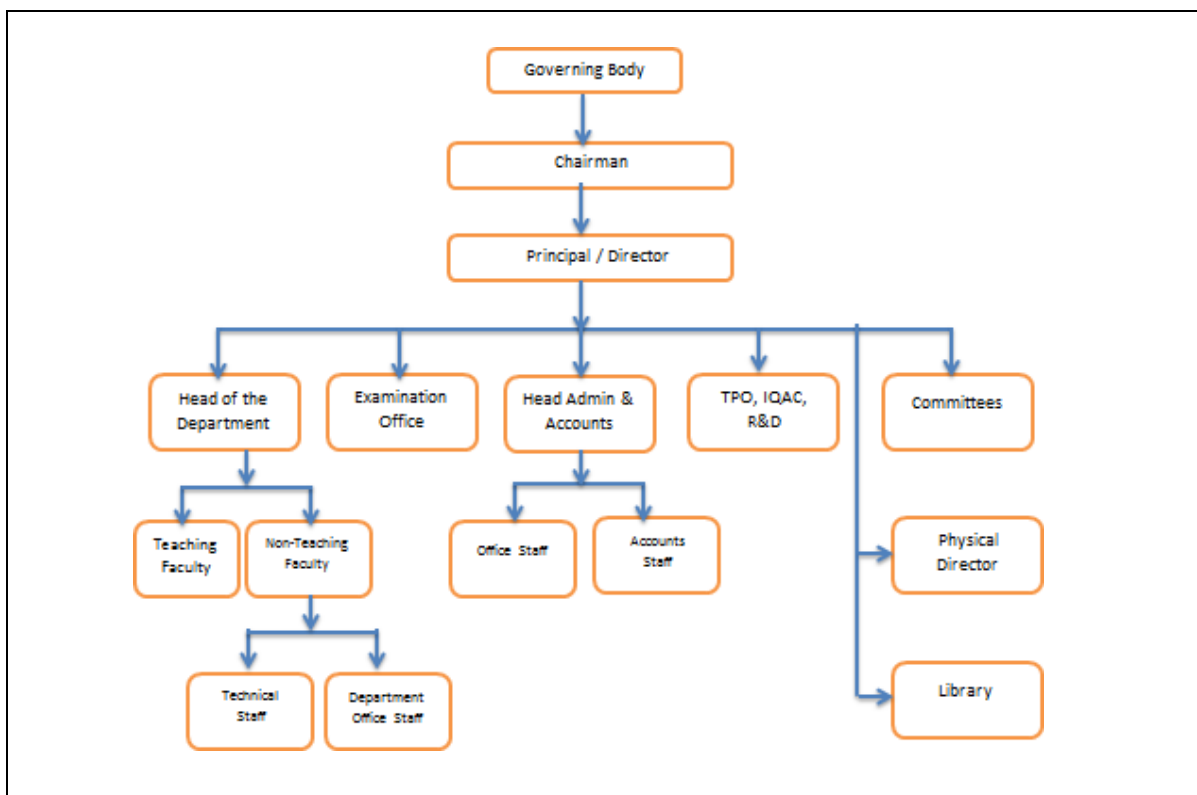 Governing Body
Chairman
Principal / Director
Head of the
Department
Examination
Office
Head Admin &
Accounts
TPO, IQAC,
R&D
Committees
Teaching
Faculty
Non-Teaching
Faculty
Office Staff
Accounts
Staff
Physical
Director
Technical
Staff
Department
Office Staff
Library